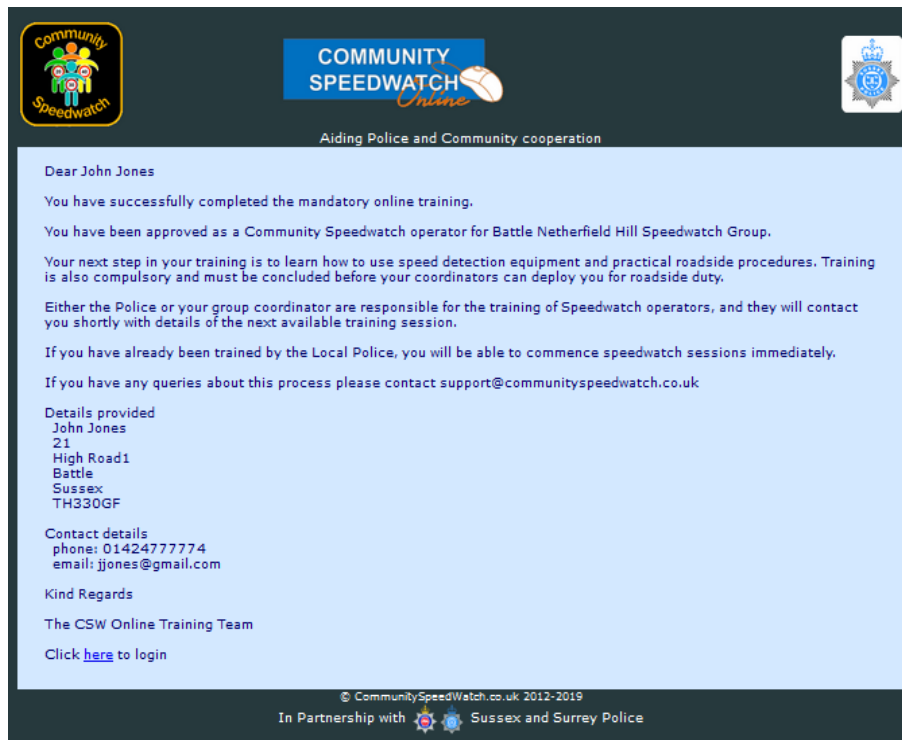 Community
Speedwatch
COMMUNITY
SPEEDWATCH
Online
Aiding Police and Community cooperation
Dear John Jones
You have successfully completed the mandatory online training.
You have been approved as a Community Speedwatch operator for Battle Netherfield Hill Speedwatch Group.
Your next step in your training is to learn how to use speed detection equipment and practical roadside procedures. Training
is also compulsory and must be concluded before your coordinators can deploy you for roadside duty.
Either the Police or your group coordinator are responsible for the training of Speedwatch operators, and they will contact
you shortly with details of the next available training session.
If you have already been trained by the Local Police, you will be able to commence speedwatch sessions immediately.
If you have any queries about this process please contact support@communityspeedwatch.co.uk
Details provided
John Jones
21
High Road1
Battle
Sussex
TH330GF
Contact details
phone: 01424777774
email: jjones@gmail.com
Kind Regards
The CSW Online Training Team
Click here to login
© CommunitySpeedWatch.co.uk 2012-2019
In Partnership with Sussex and Surrey Police